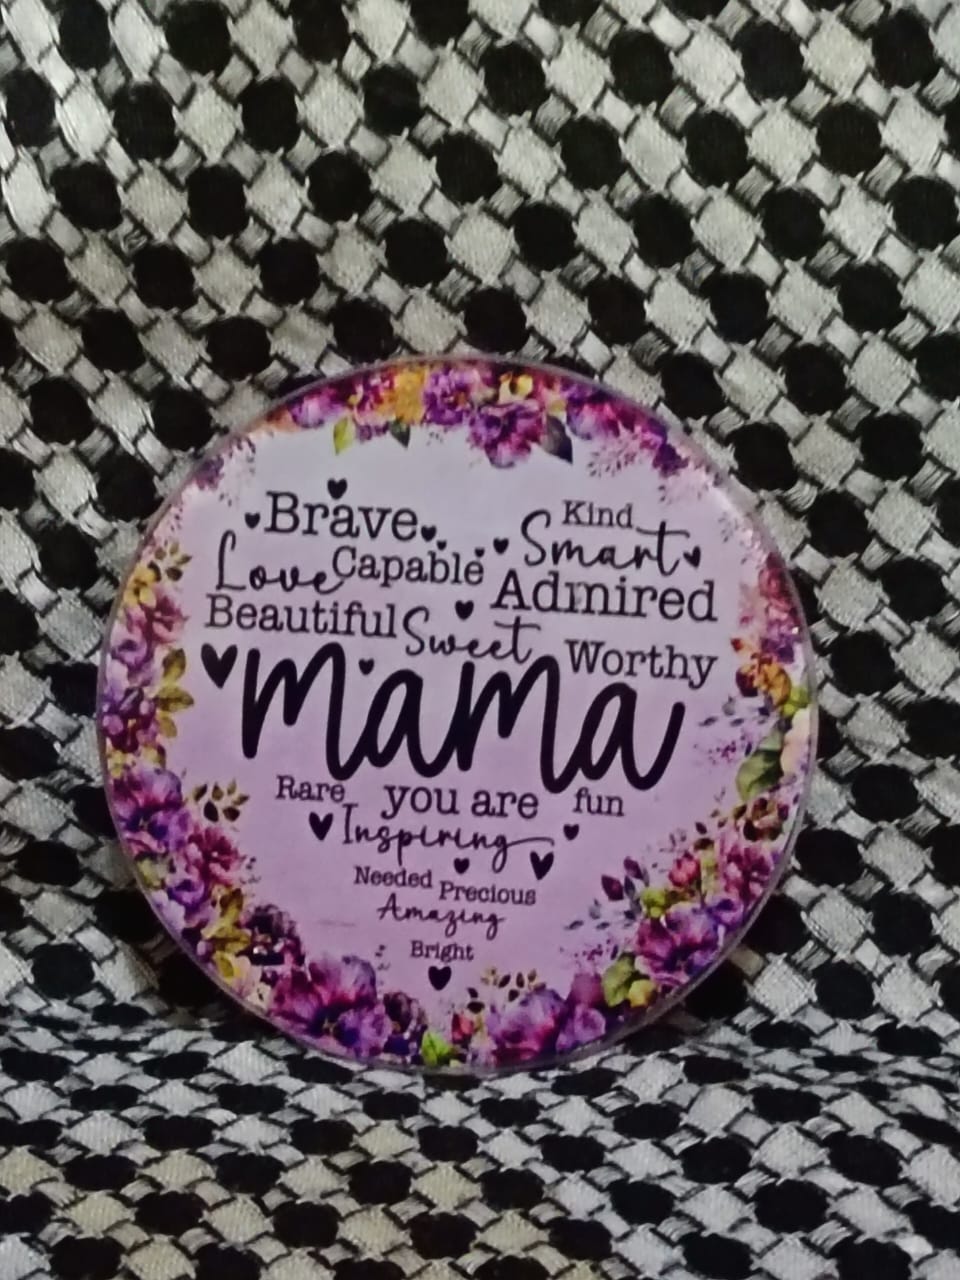 Brave Kind
Love Capable Smart
Beautiful Sweet Admired
Worthy
mama
Rare you are fun
Inspiring
Needed Precious
Amazing
Bright